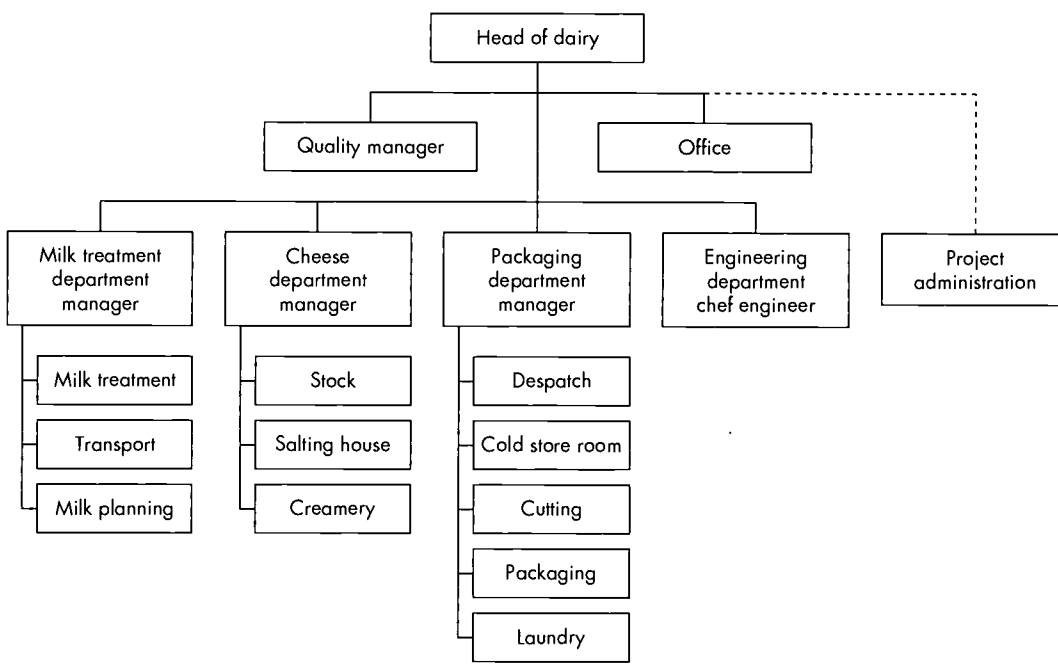 Head of dairy
Quality manager
Office
Milk treatment
department
manager
Cheese
department
manager
Packaging
department
manager
Engineering
department
chef engineer
Project
administration
Milk treatment
Transport
Milk planning
Stock
Salting house
Creamery
Despatch
Cold store room
Cutting
Packaging
Laundry